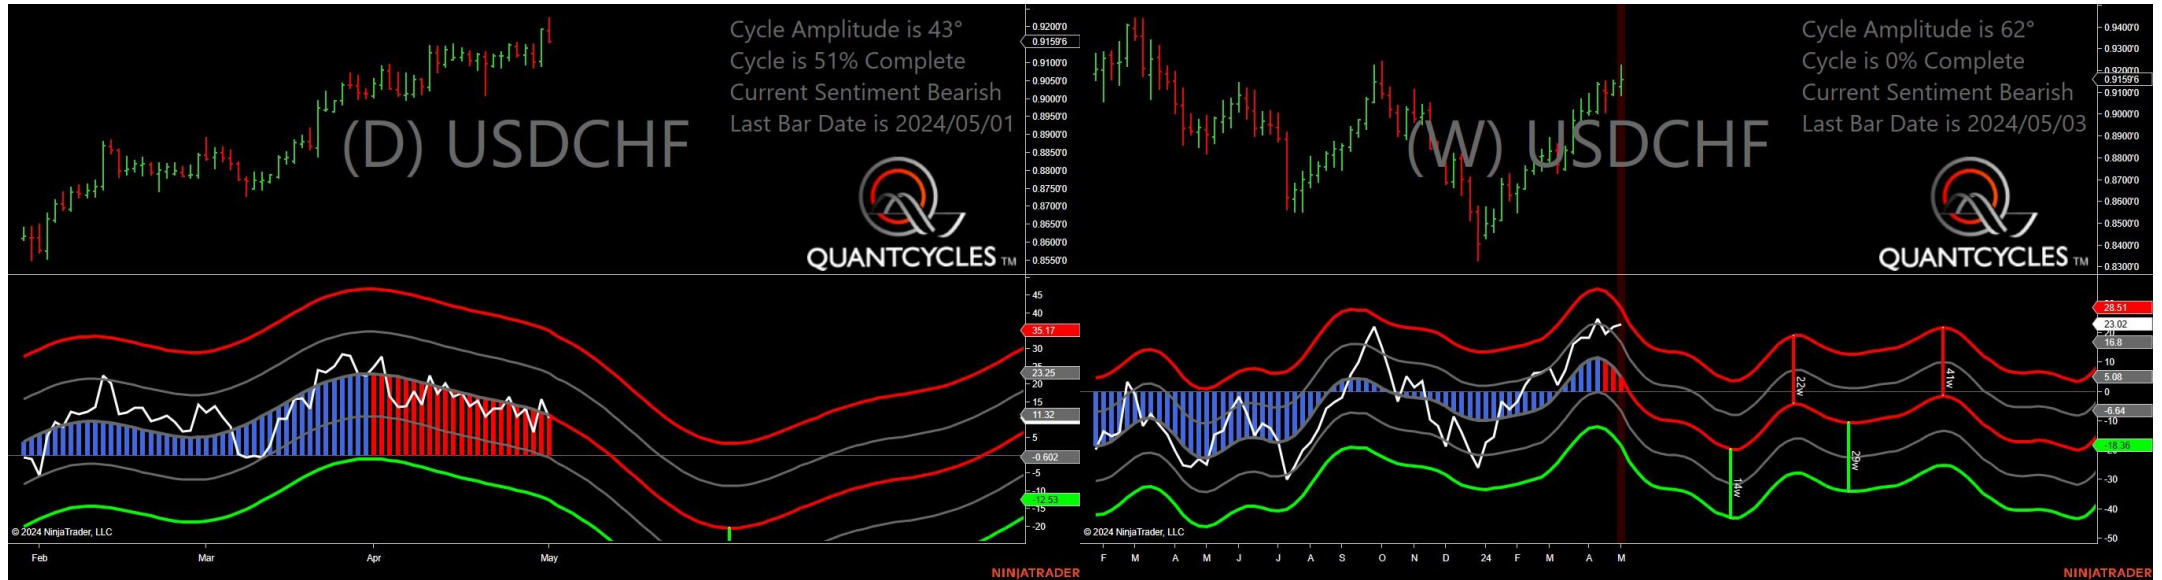 Cycle Amplitude is 43°
Cycle is 51% Complete
Current Sentiment Bearish
Last Bar Date is 2024/05/01
(D) USDCHF
QUANTCYCLES TM
0.9200'0
0.9159'6
0.9100'0
0.9050'0
0.9000'0
0.8950'0
0.8900'0
0.8850'0
0.8800'0
0.8750'0
0.8700'0
0.8650'0
0.8600'0
0.8550'0
45
40
35.17
30
23.25
20
15
11.32
5
-0.602
-5
-10
-12.53
-15
-20
© 2024 NinjaTrader, LLC
Feb Mar Apr May
NINJATRADER
Cycle Amplitude is 62°
Cycle is 0% Complete
Current Sentiment Bearish
Last Bar Date is 2024/05/03
(W) USDCHF
QUANTCYCLES TM
0.9400'0
0.9300'0
0.9200'0
0.9159'6
0.9100'0
0.9000'0
0.8900'0
0.8800'0
0.8700'0
0.8600'0
0.8500'0
0.8400'0
0.8300'0
28.51
23.02
20
16.8
10
5.08
0
-6.64
-10
-18.36
-30
-40
-50
14w
22w
29w
41w
© 2024 NinjaTrader, LLC
F M A M J J A S O N D 24 F M A M
NINJATRADER